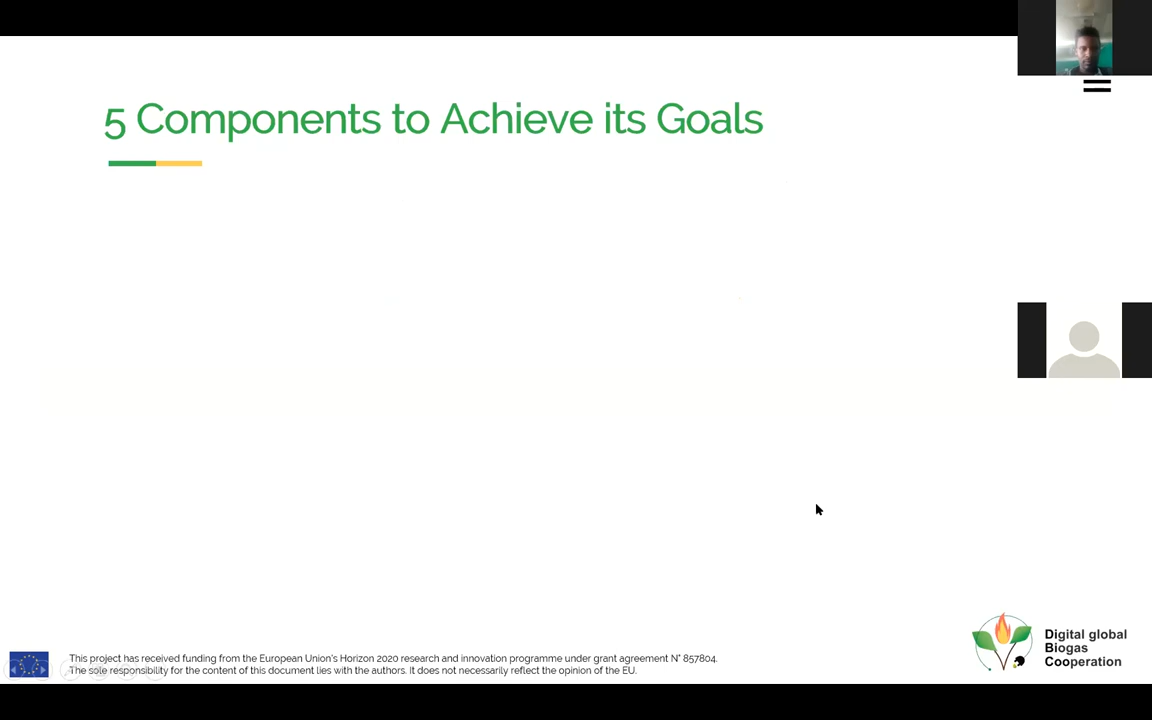 5 Components to Achieve its Goals
This project has received funding from the European Union's Horizon 2020 research and innovation programme under grant agreement N° 857804.
The sole responsibility for the content of this document lies with the authors. It does not necessarily reflect the opinion of the EU.
Digital global
Biogas
Cooperation